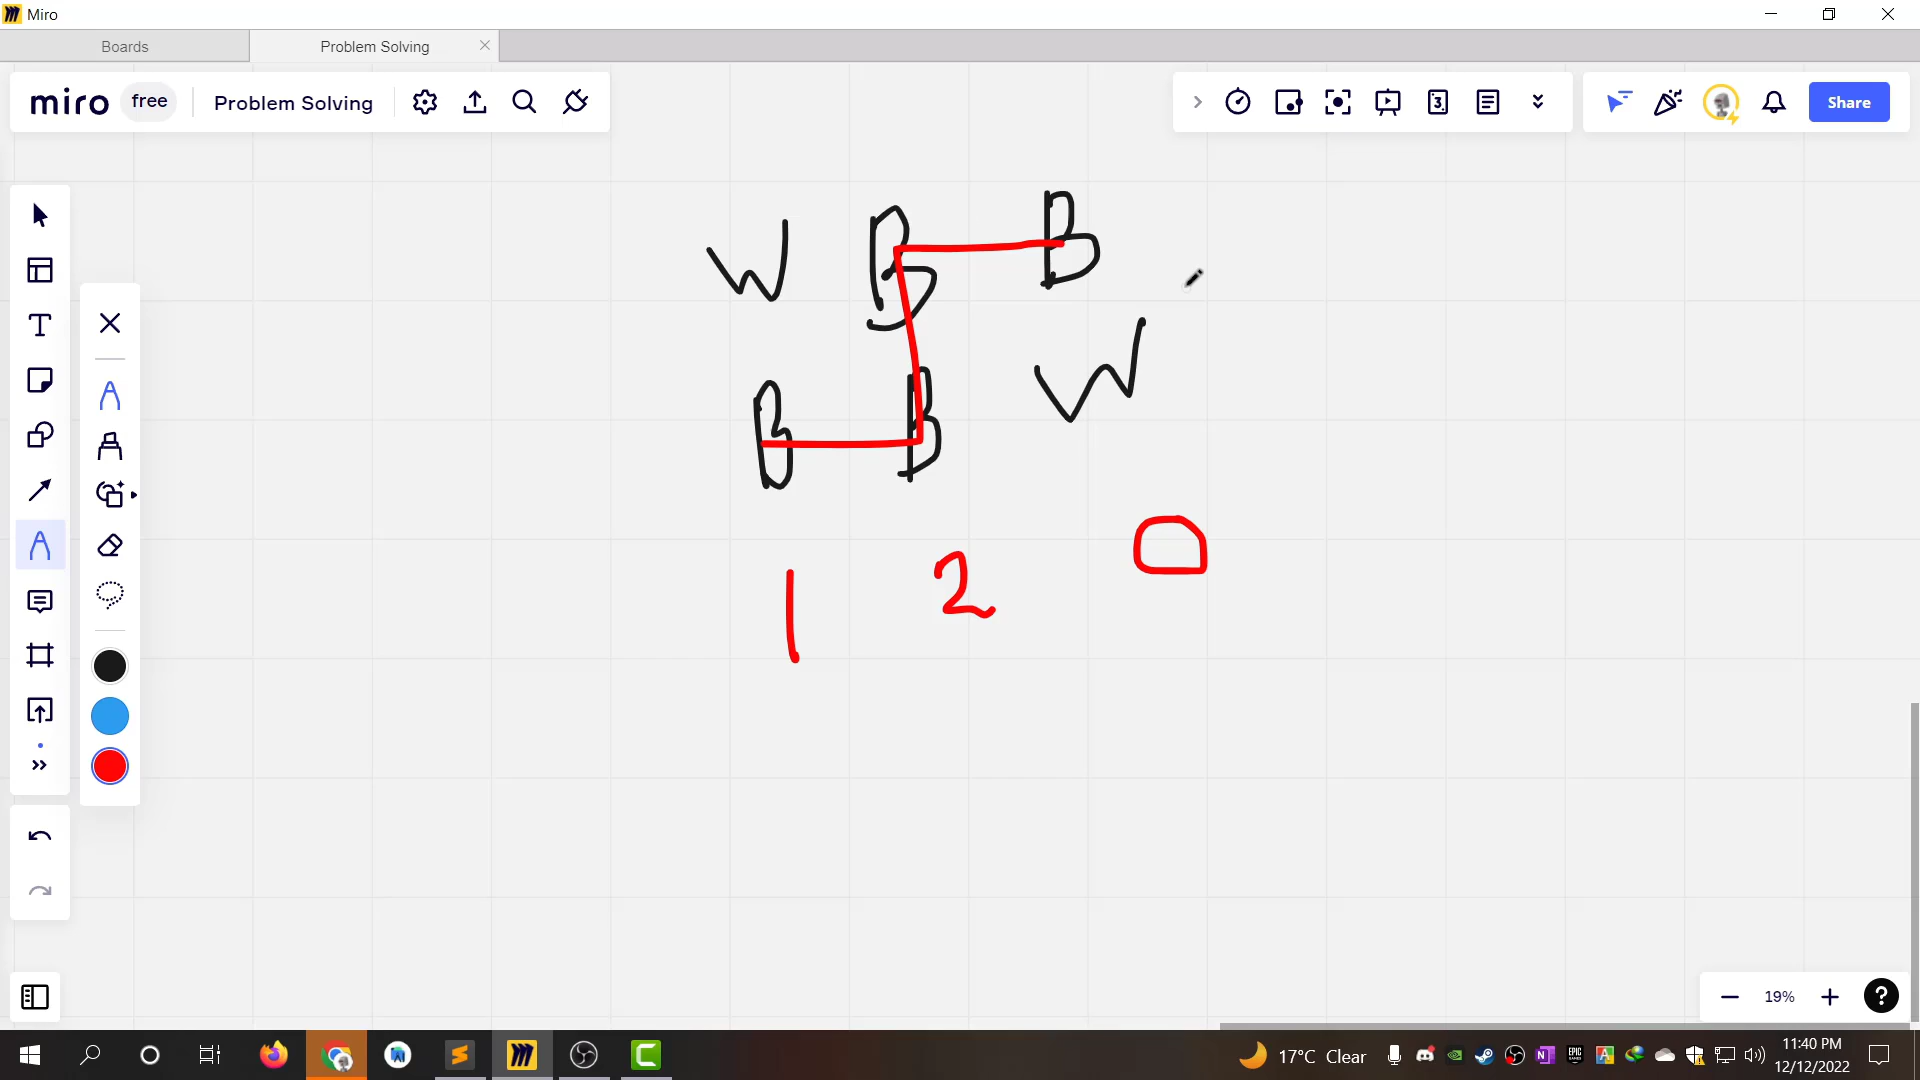 Miro
Boards
Problem Solving
miro free Problem Solving
3
Share
W B B
B B W
1 2 0
19%
?
17°C Clear
11:40 PM
12/12/2022